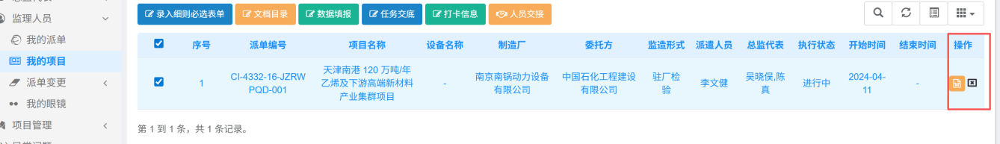 监理人员
我的派单
我的项目
派单变更
我的眼镜
项目管理
录入细则必选表单 文档目录 数据填报 任务交底 打卡信息 人员交接
序号 派单编号 项目名称 设备名称 制造厂 委托方 监造形式 派遣人员 总监代表 执行状态 开始时间 结束时间 操作
1 CI-4332-16-JZRW 天津南港 120 万吨/年 - 南京南锅动力设备 中国石化工程建设 驻厂检 李文健 吴晓俣,陈 进行中 2024-04- -
PQD-001 乙烯及下游高端新材料 有限公司 有限公司 验 真 11
产业集群项目
第 1 到 1 条，共 1 条记录。